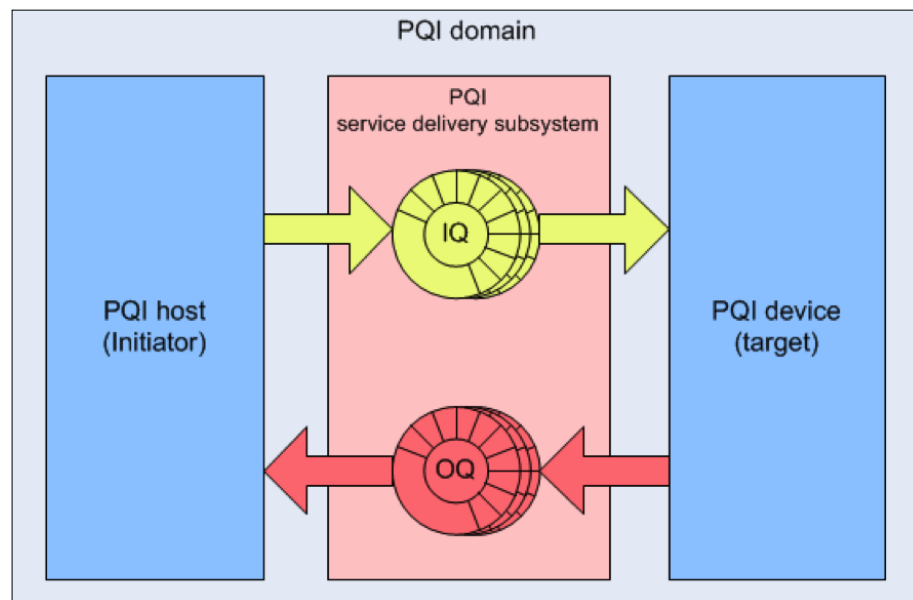 PQI domain
PQI
service delivery subsystem
IQ
PQI host
(Initiator)
PQI device
(target)
OQ